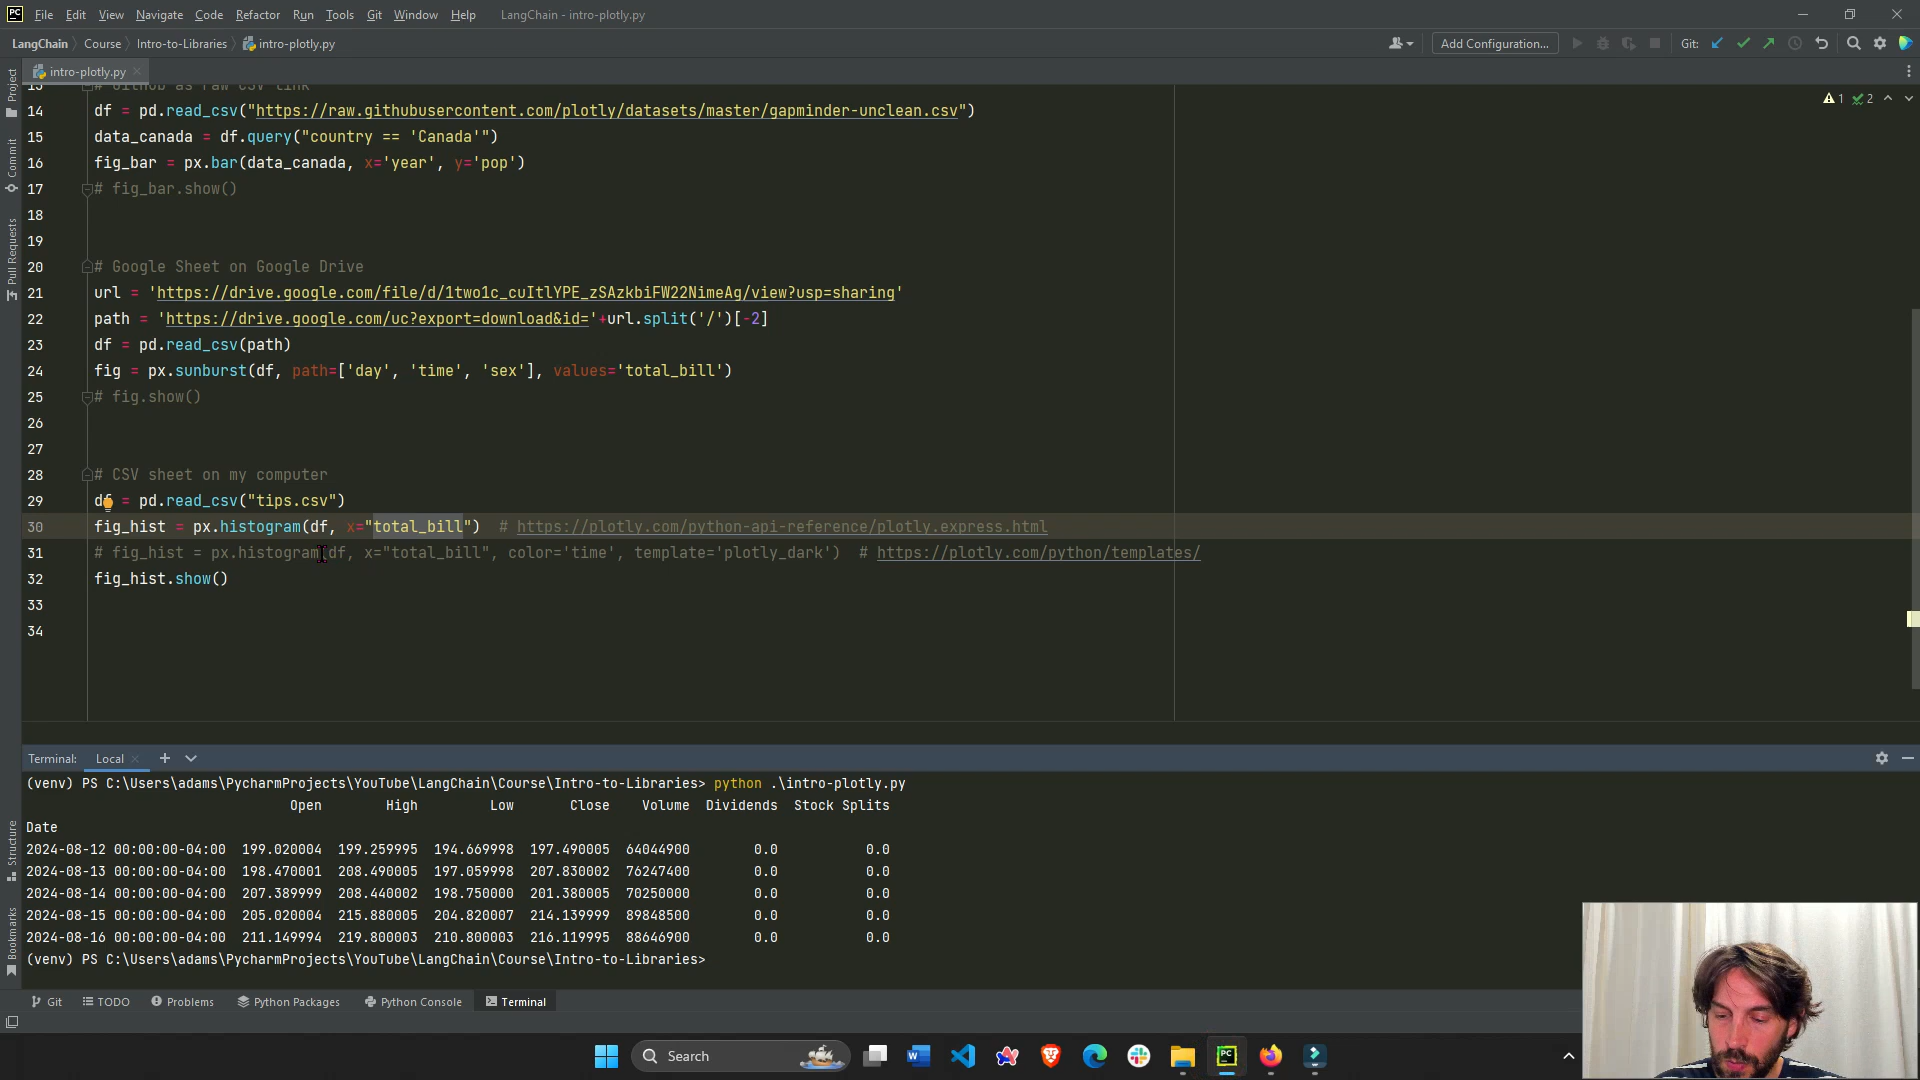 PC File Edit View Navigate Code Refactor Run Tools Git Window Help LangChain - intro-plotly.py
LangChain Course Intro-to-Libraries intro-plotly.py Add Configuration... Git:
Project
Commit
Pull Requests
Structure
Bookmarks
intro-plotly.py
1 2
13 # Github as raw CSV link
14 df = pd.read_csv("https://raw.githubusercontent.com/plotly/datasets/master/gapminder-unclean.csv")
15 data_canada = df.query("country == 'Canada'")
16 fig_bar = px.bar(data_canada, x='year', y='pop')
17 # fig_bar.show()
18
19
20 # Google Sheet on Google Drive
21 url = 'https://drive.google.com/file/d/1two1c_cuItlYPE_zSAzkbiFW22NimeAg/view?usp=sharing'
22 path = 'https://drive.google.com/uc?export=download&id='+url.split('/')[-2]
23 df = pd.read_csv(path)
24 fig = px.sunburst(df, path=['day', 'time', 'sex'], values='total_bill')
25 # fig.show()
26
27
28 # CSV sheet on my computer
29 df = pd.read_csv("tips.csv")
30 fig_hist = px.histogram(df, x="total_bill") # https://plotly.com/python-api-reference/plotly.express.html
31 # fig_hist = px.histogram(df, x="total_bill", color='time', template='plotly_dark') # https://plotly.com/python/templates/
32 fig_hist.show()
33
34
Terminal: Local
(venv) PS C:\Users\adams\PycharmProjects\YouTube\LangChain\Course\Intro-to-Libraries> python .\intro-plotly.py
Open High Low Close Volume Dividends Stock Splits
Date
2024-08-12 00:00:00-04:00 199.020004 199.259995 194.669998 197.490005 64044900 0.0 0.0
2024-08-13 00:00:00-04:00 198.470001 208.490005 197.059998 207.830002 76247400 0.0 0.0
2024-08-14 00:00:00-04:00 207.389999 208.440002 198.750000 201.380005 70250000 0.0 0.0
2024-08-15 00:00:00-04:00 205.020004 215.880005 204.820007 214.139999 89848500 0.0 0.0
2024-08-16 00:00:00-04:00 211.149994 219.800003 210.800003 216.119995 88646900 0.0 0.0
(venv) PS C:\Users\adams\PycharmProjects\YouTube\LangChain\Course\Intro-to-Libraries>
Git TODO Problems Python Packages Python Console Terminal
Search